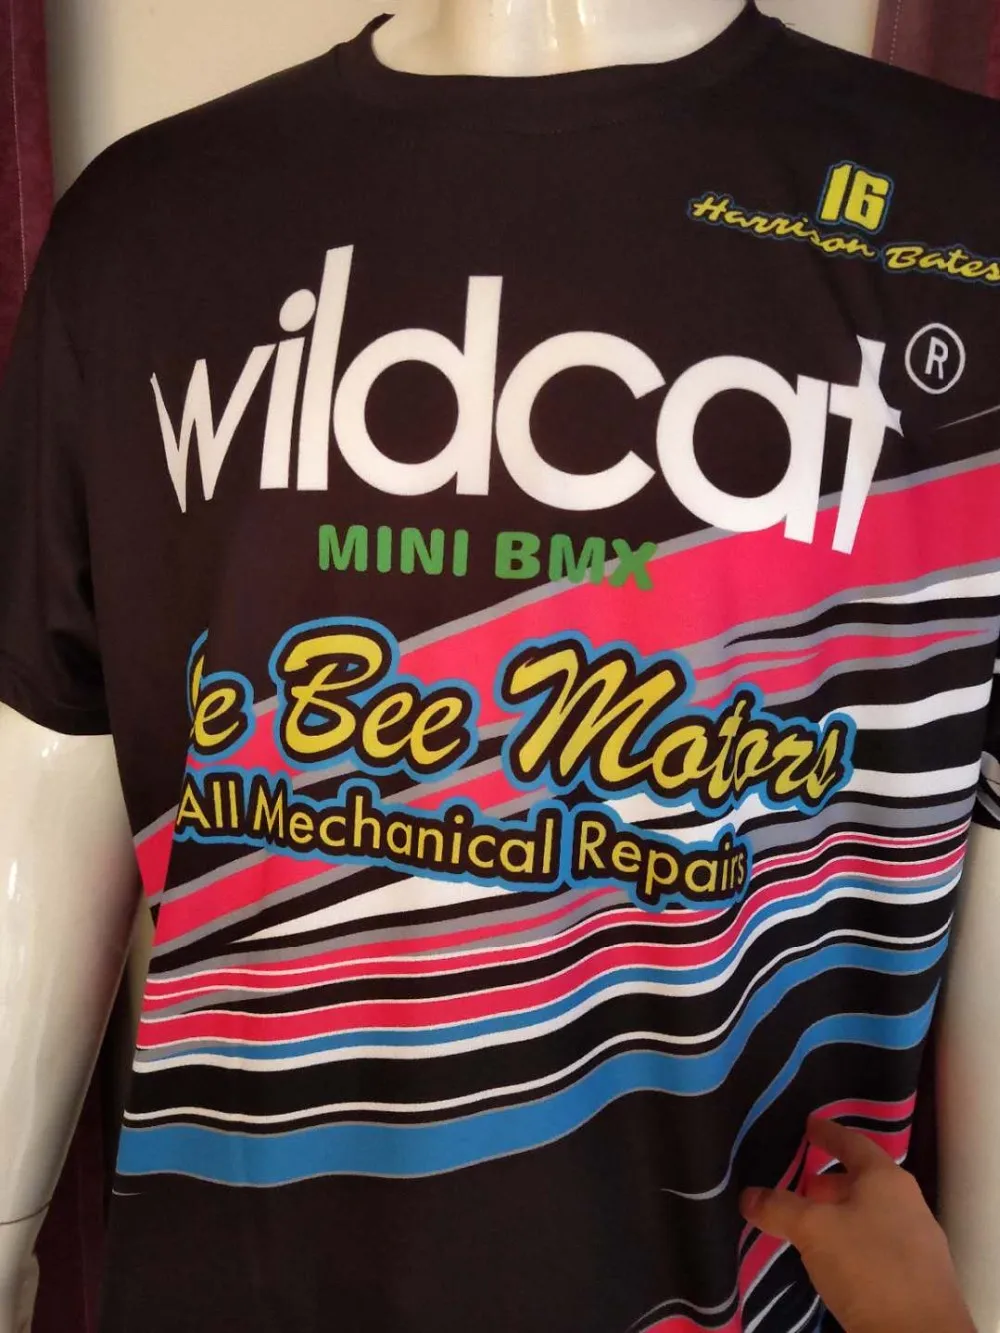 16
Harrison Bates
wildcat ®
MINI BMX
Bee Motors
All Mechanical Repairs